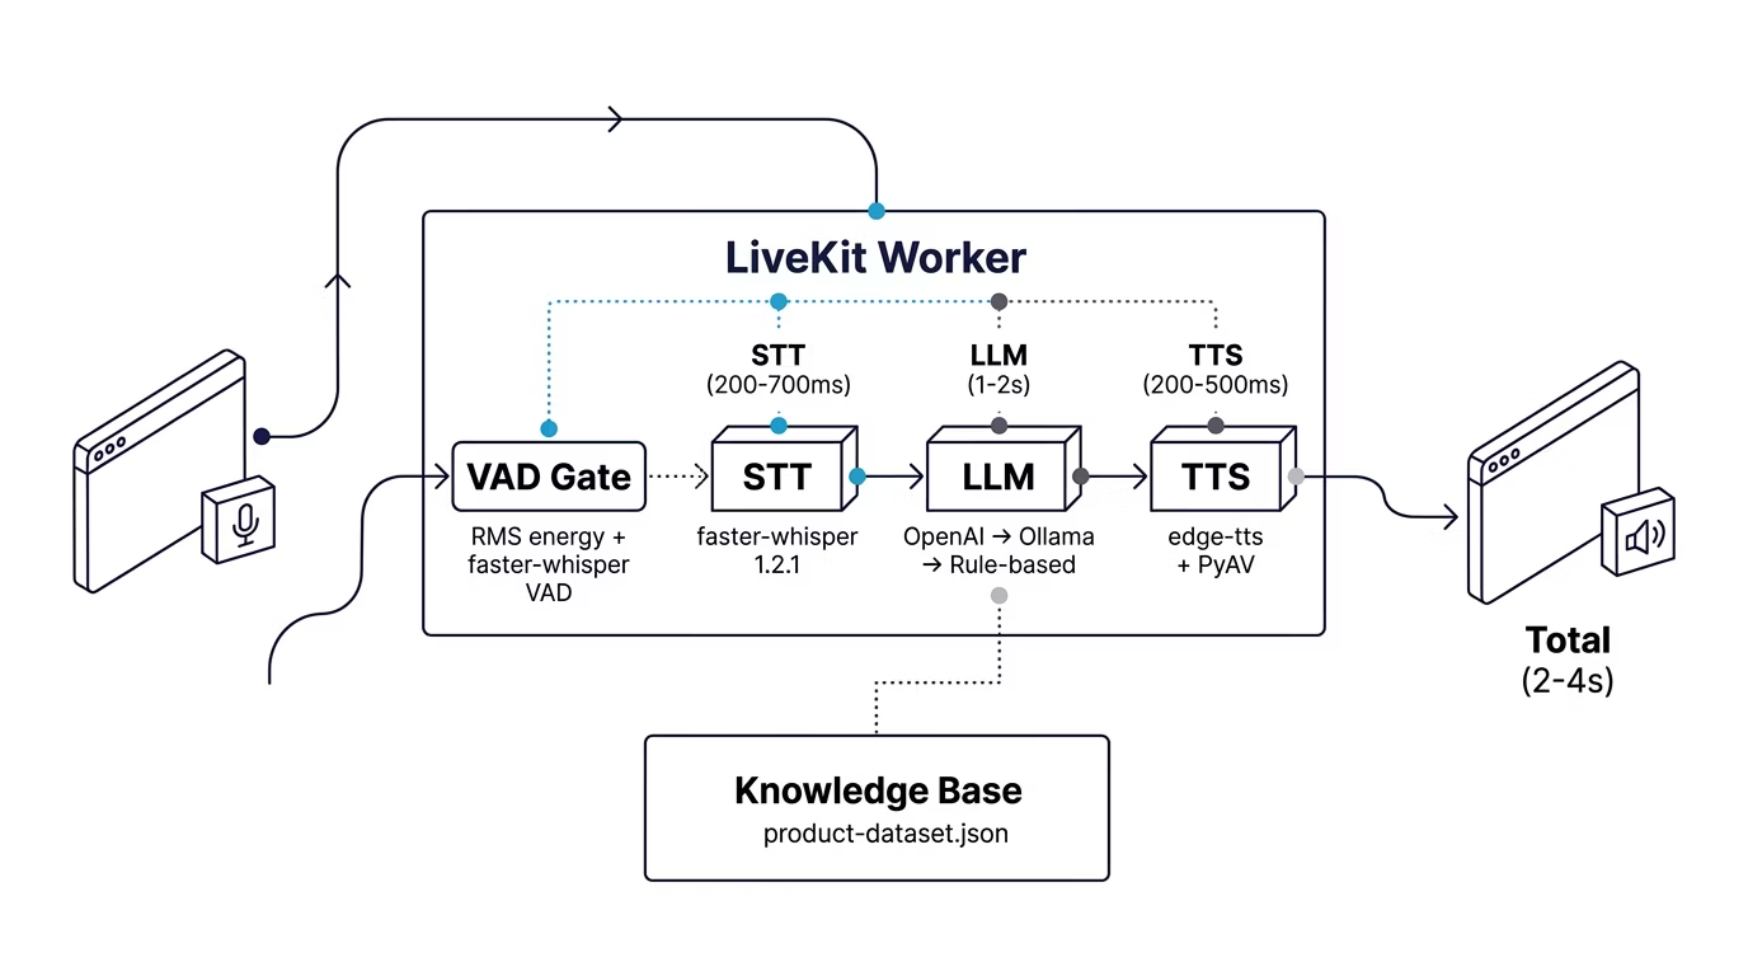 LiveKit Worker
STT
(200-700ms)
LLM
(1-2s)
TTS
(200-500ms)
VAD Gate
STT
LLM
TTS
RMS energy +
faster-whisper
VAD
faster-whisper
1.2.1
OpenAI → Ollama
→ Rule-based
edge-tts
+ PyAV
Total
(2-4s)
Knowledge Base
product-dataset.json